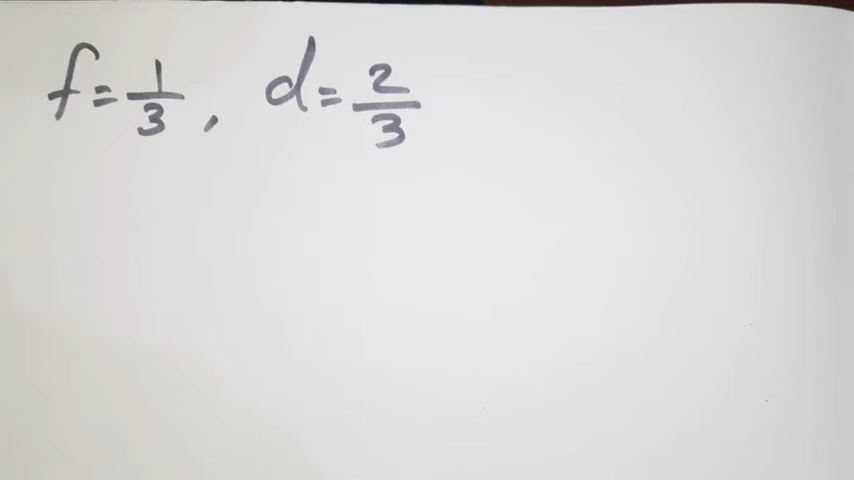 f = 1/3, d = 2/3